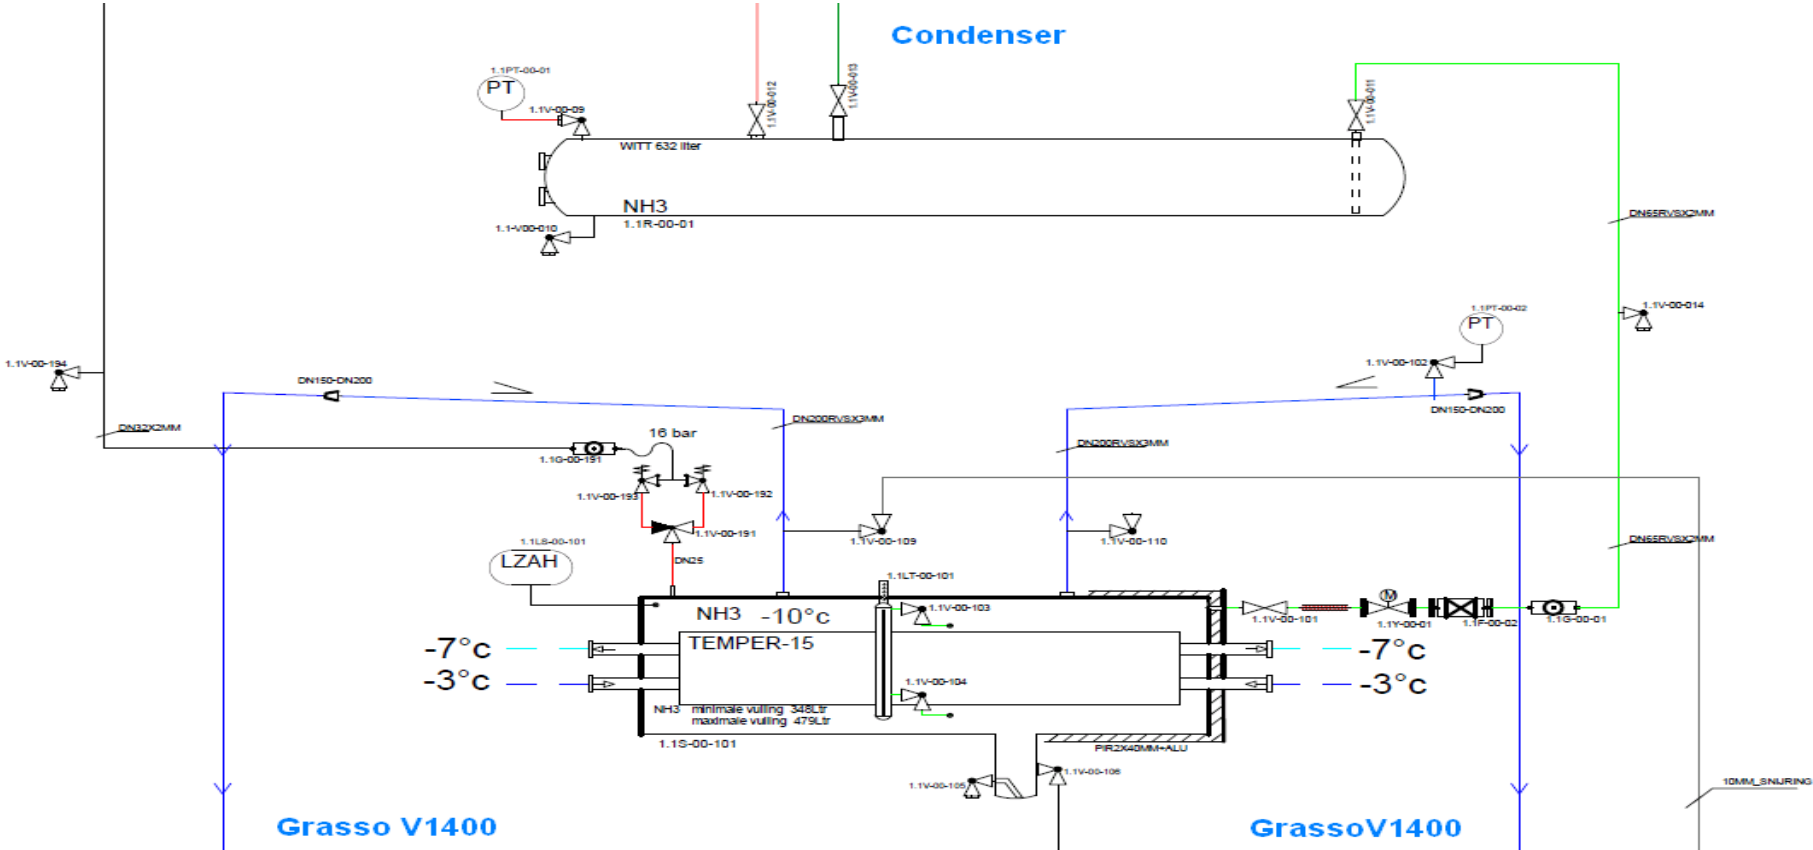 Condenser
1.1PT-00-01
PT
1.1V-00-09
1.1V-00-012
1.1V-00-013
1.1V-00-011
WITT 632 liter
NH3
1.1R-00-01
1.1-V00-010
DN65RVSX2MM
1.1V-00-014
1.1PT-00-02
PT
1.1V-00-102
1.1V-00-194
DN150-DN200
DN150-DN200
DN32X2MM
DN200RVSX3MM
16 bar
DN200RVSX3MM
1.1G-00-191
1.1V-00-193
1.1V-00-192
1.1V-00-191
1.1V-00-109
1.1V-00-110
DN65RVSX2MM
1.1LS-00-101
LZAH
DN25
1.1LT-00-101
NH3 -10°c
1.1V-00-103
M
1.1V-00-101
1.1Y-00-01
1.1F-00-02
1.1G-00-01
-7°c
TEMPER-15
-7°c
-3°c
1.1V-00-104
-3°c
NH3 minimale vulling 348Ltr
maximale vulling 479Ltr
1.1S-00-101
PIR2X40MM+ALU
1.1V-00-105
1.1V-00-106
10MM_SNIJRING
Grasso V1400
GrassoV1400